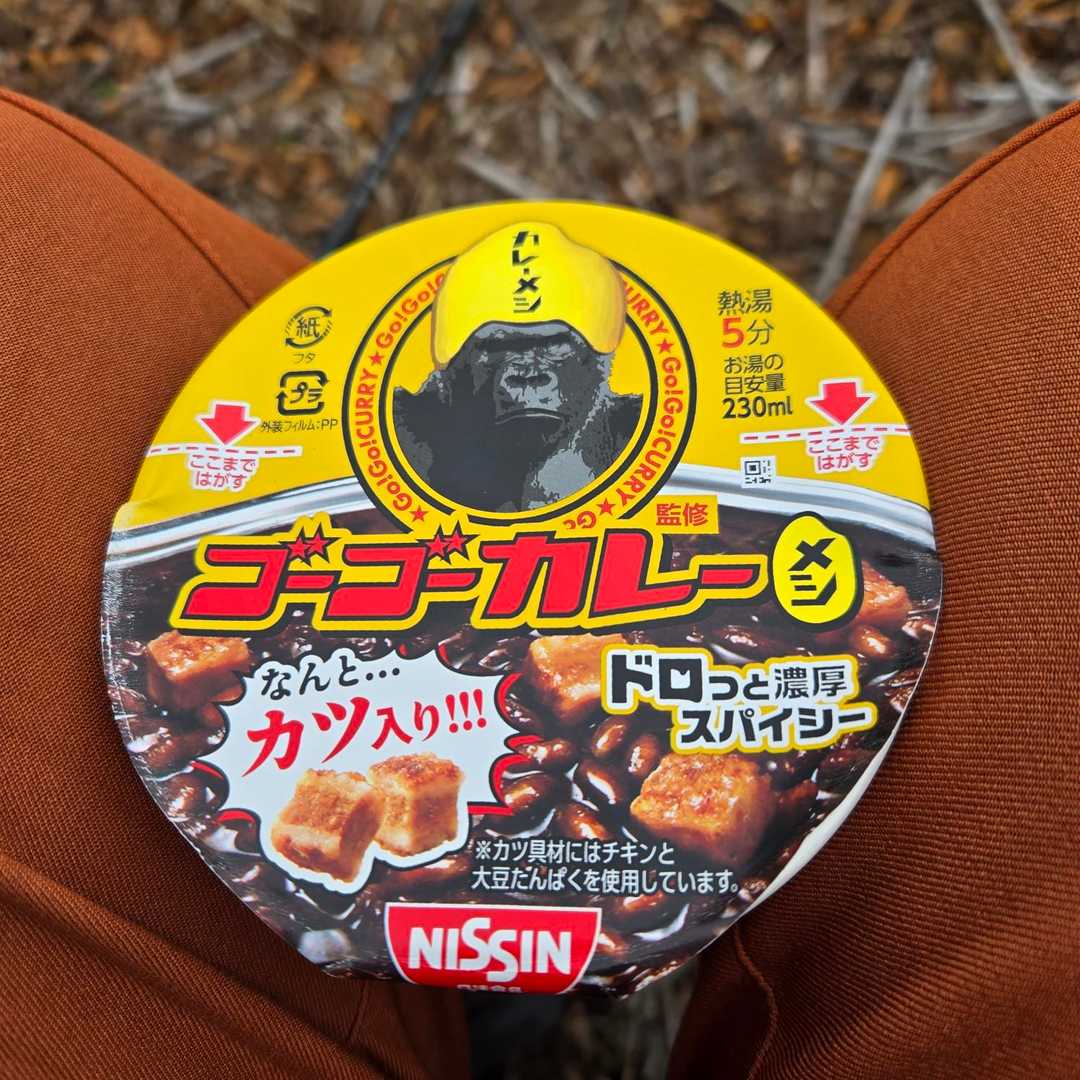 カレーメシ
Go!Go!CURRY★Go!Go!CURRY★Go!Go!CURRY★
紙
フタ
プラ
外装フィルム:PP
熱湯
5分
お湯の
目安量
230ml
ここまで
はがす
ここまで
はがす
監修
ゴーゴーカレーメシ
なんと…
カツ入り!!!
ドロっと濃厚
スパイシー
※カツ具材にはチキンと
大豆たんぱくを使用しています。
NISSIN